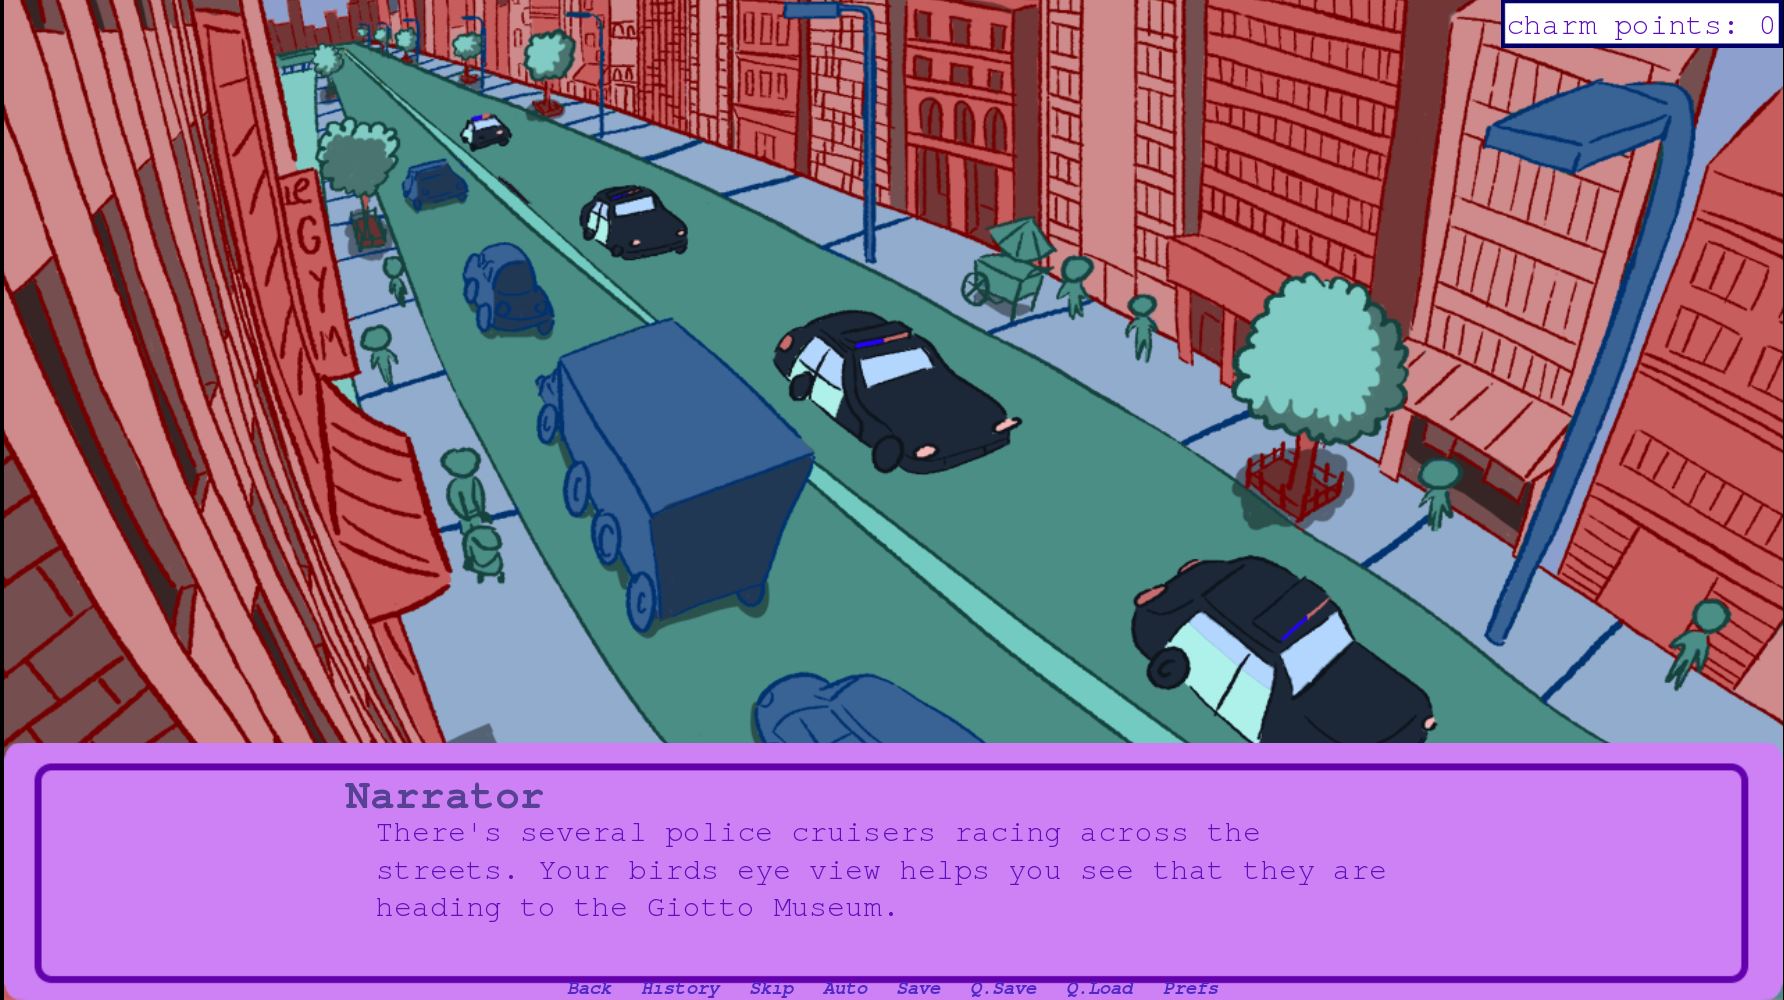 charm points: 0
le
GYM
Narrator
There's several police cruisers racing across the
streets. Your birds eye view helps you see that they are
heading to the Giotto Museum.
Back History Skip Auto Save Q.Save Q.Load Prefs